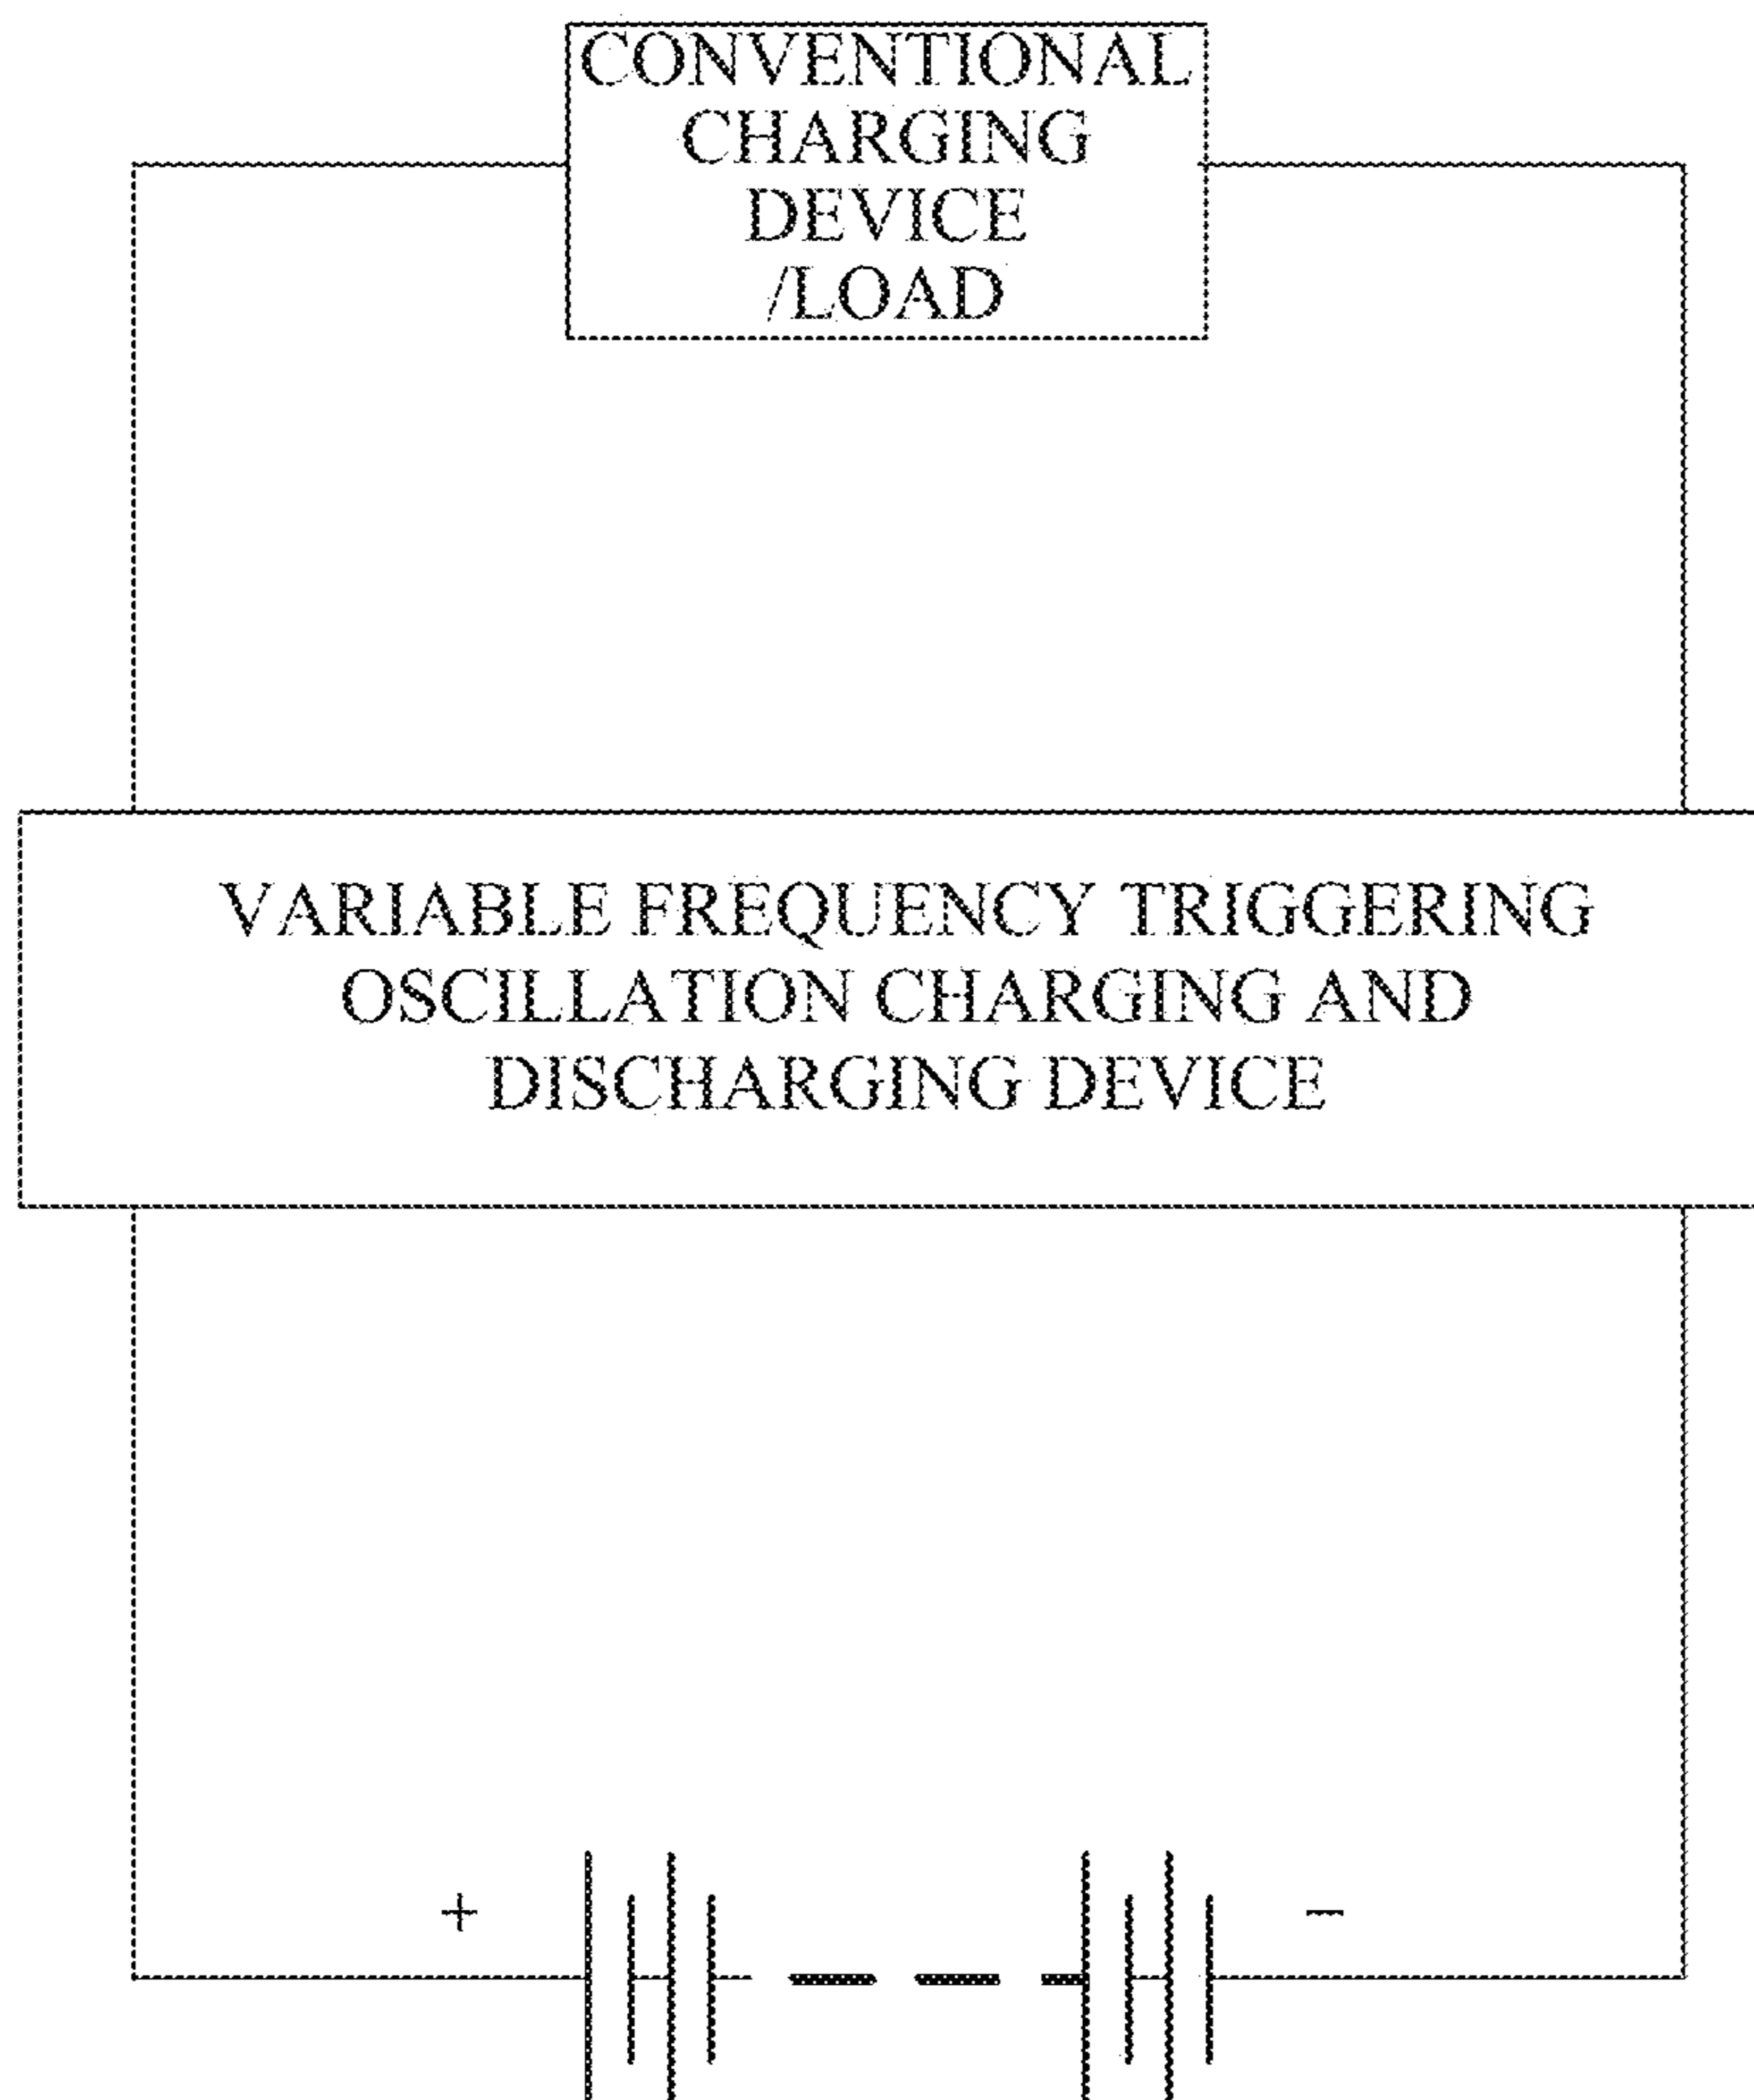 CONVENTIONAL
CHARGING
DEVICE
/LOAD
VARIABLE FREQUENCY TRIGGERING
OSCILLATION CHARGING AND
DISCHARGING DEVICE
+ −